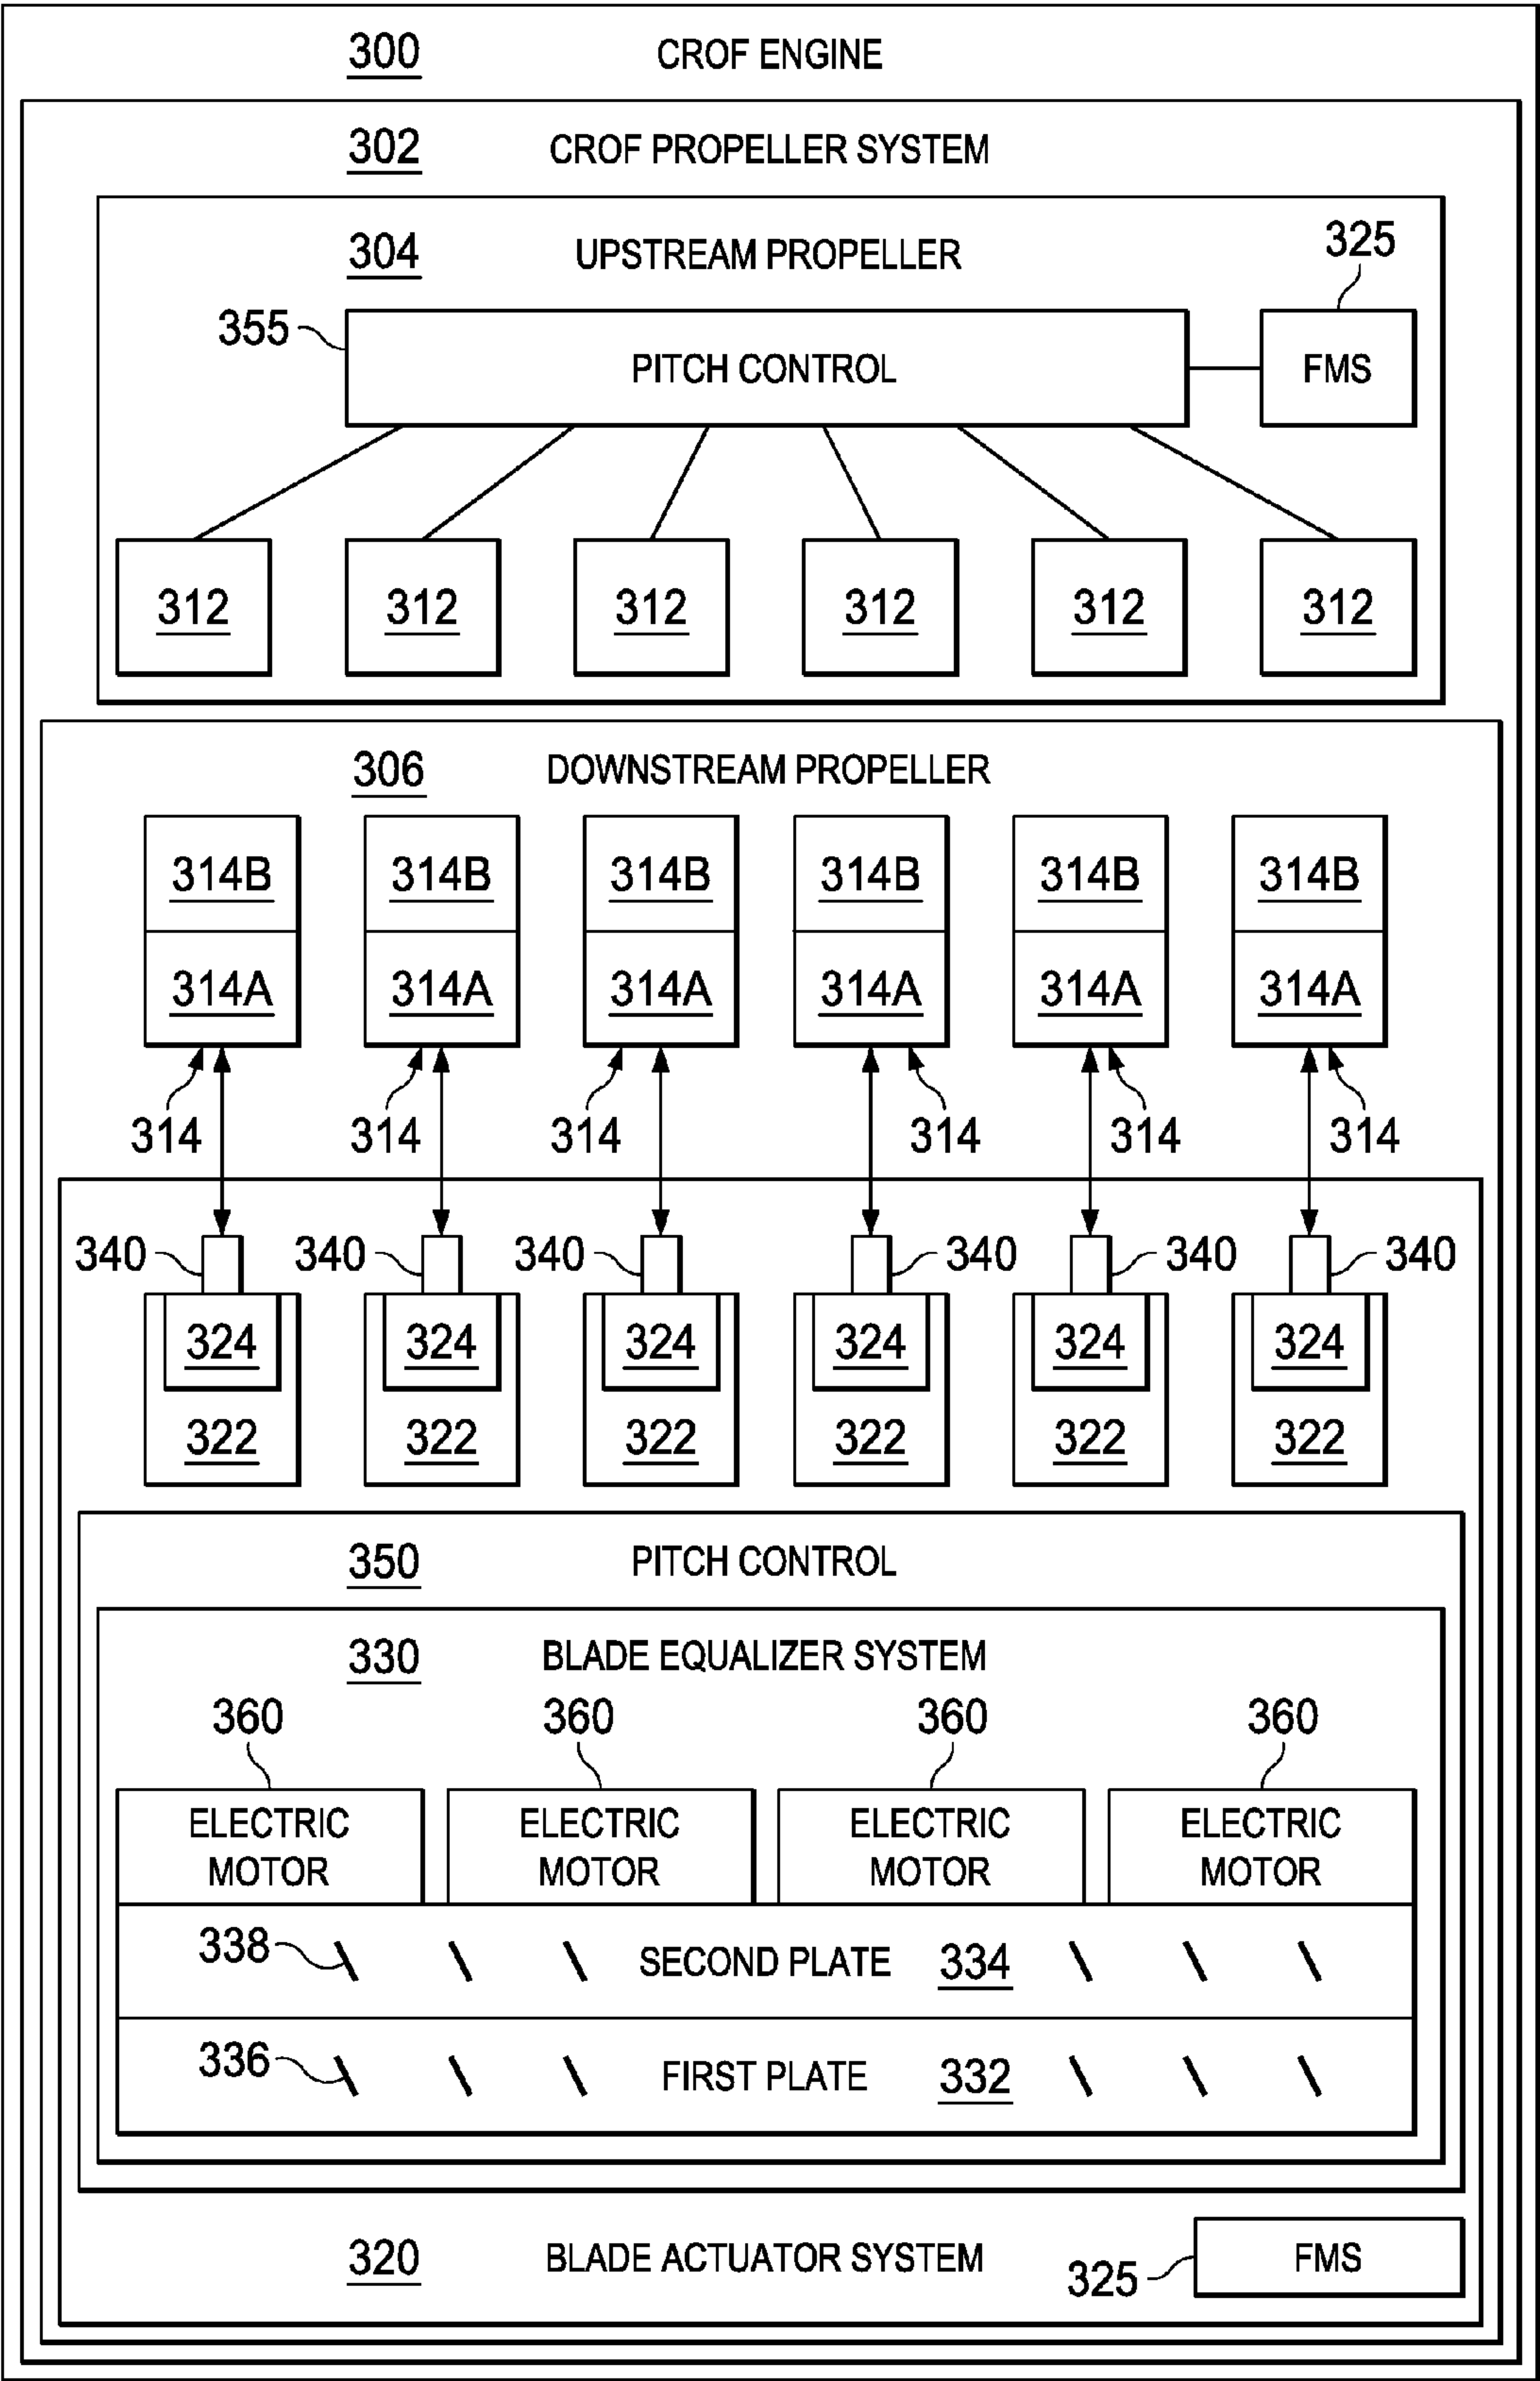 300 CROF ENGINE
302 CROF PROPELLER SYSTEM
304 UPSTREAM PROPELLER 325
355 PITCH CONTROL FMS
312 312 312 312 312 312
306 DOWNSTREAM PROPELLER
314B 314B 314B 314B 314B 314B
314A 314A 314A 314A 314A 314A
314 314 314 314 314 314
340 340 340 340 340 340
324 324 324 324 324 324
322 322 322 322 322 322
350 PITCH CONTROL
330 BLADE EQUALIZER SYSTEM
360 360 360 360
ELECTRIC ELECTRIC ELECTRIC ELECTRIC
MOTOR MOTOR MOTOR MOTOR
338 SECOND PLATE 334
336 FIRST PLATE 332
320 BLADE ACTUATOR SYSTEM 325 FMS